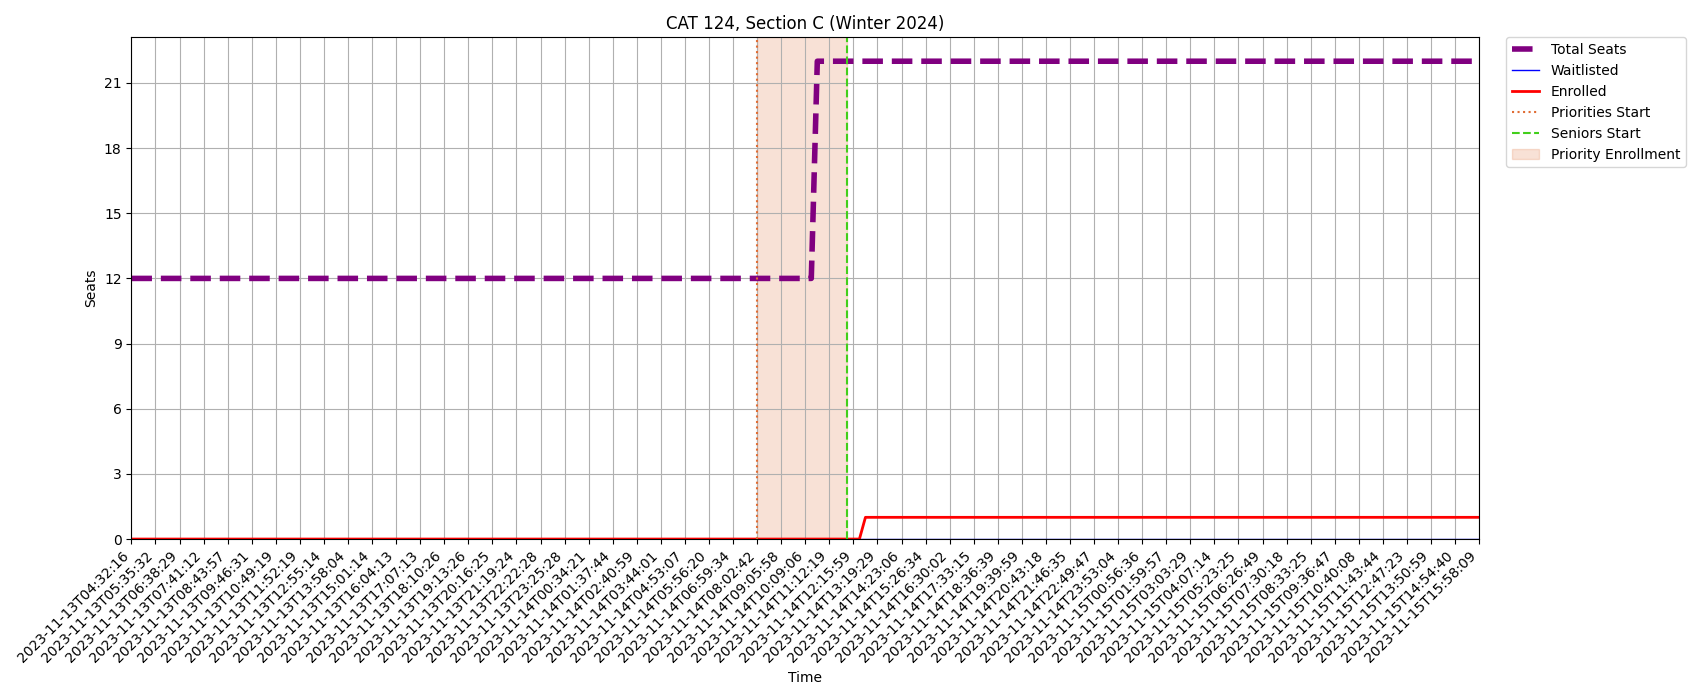 CAT 124, Section C (Winter 2024)
Total Seats
Waitlisted
Enrolled
Priorities Start
Seniors Start
Priority Enrollment
Seats
21
18
15
12
9
6
3
0
2023-11-13T04:32:16
2023-11-13T05:35:32
2023-11-13T06:38:29
2023-11-13T07:41:12
2023-11-13T08:43:57
2023-11-13T09:46:31
2023-11-13T10:49:19
2023-11-13T11:52:19
2023-11-13T12:55:14
2023-11-13T13:58:04
2023-11-13T15:01:14
2023-11-13T16:04:13
2023-11-13T17:07:13
2023-11-13T18:10:26
2023-11-13T19:13:26
2023-11-13T20:16:25
2023-11-13T21:19:24
2023-11-13T22:22:28
2023-11-13T23:25:28
2023-11-14T00:34:21
2023-11-14T01:37:44
2023-11-14T02:40:59
2023-11-14T03:44:01
2023-11-14T04:53:07
2023-11-14T05:56:20
2023-11-14T06:59:34
2023-11-14T08:02:42
2023-11-14T09:05:58
2023-11-14T10:09:06
2023-11-14T11:12:19
2023-11-14T12:15:59
2023-11-14T13:19:29
2023-11-14T14:23:06
2023-11-14T15:26:34
2023-11-14T16:30:02
2023-11-14T17:33:15
2023-11-14T18:36:39
2023-11-14T19:39:59
2023-11-14T20:43:18
2023-11-14T21:46:35
2023-11-14T22:49:47
2023-11-14T23:53:04
2023-11-15T00:56:36
2023-11-15T01:59:57
2023-11-15T03:03:29
2023-11-15T04:07:14
2023-11-15T05:23:25
2023-11-15T06:26:49
2023-11-15T07:30:18
2023-11-15T08:33:25
2023-11-15T09:36:47
2023-11-15T10:40:08
2023-11-15T11:43:44
2023-11-15T12:47:23
2023-11-15T13:50:59
2023-11-15T14:54:40
2023-11-15T15:58:09
Time